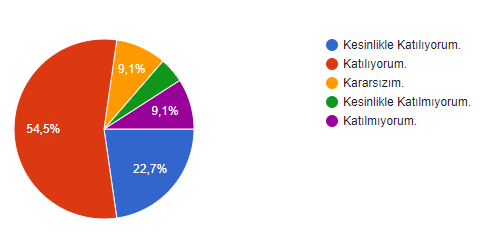 Kesinlikle Katılıyorum.
Katılıyorum.
Kararsızım.
Kesinlikle Katılmıyorum.
Katılmıyorum.
9,1%
9,1%
54,5%
22,7%